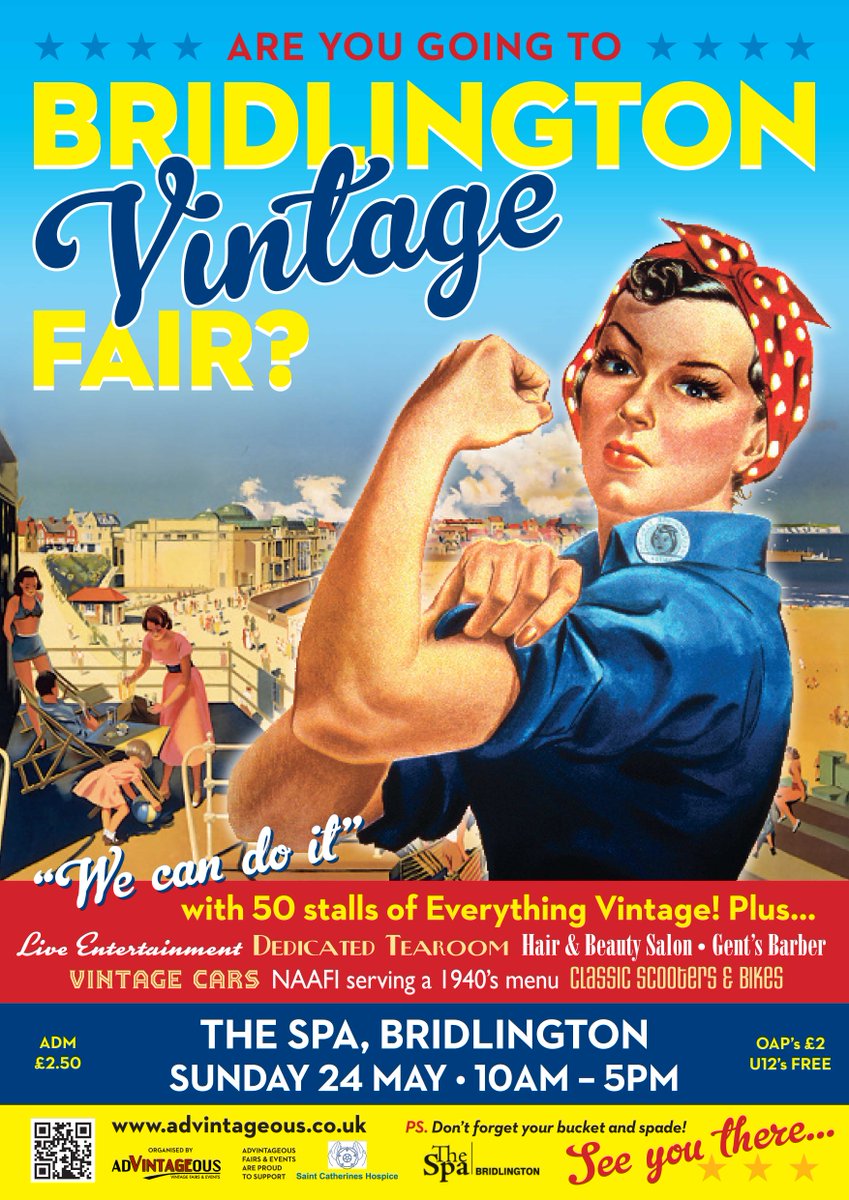 ARE YOU GOING TO
BRIDLINGTON
Vintage
FAIR?
“We can do it”
with 50 stalls of Everything Vintage! Plus...
Live Entertainment DEDICATED TEAROOM Hair & Beauty Salon • Gent's Barber
VINTAGE CARS NAAFI serving a 1940's menu CLASSIC SCOOTERS & BIKES
ADM
£2.50
THE SPA, BRIDLINGTON
SUNDAY 24 MAY • 10AM – 5PM
OAP's £2
U12's FREE
www.advintageous.co.uk
PS. Don't forget your bucket and spade!
ORGANISED BY
ADVINTAGEOUS
VINTAGE FAIRS & EVENTS
ADVINTAGEOUS
FAIRS & EVENTS
ARE PROUD
TO SUPPORT
Saint Catherines Hospice
The
Spa BRIDLINGTON
See you there...